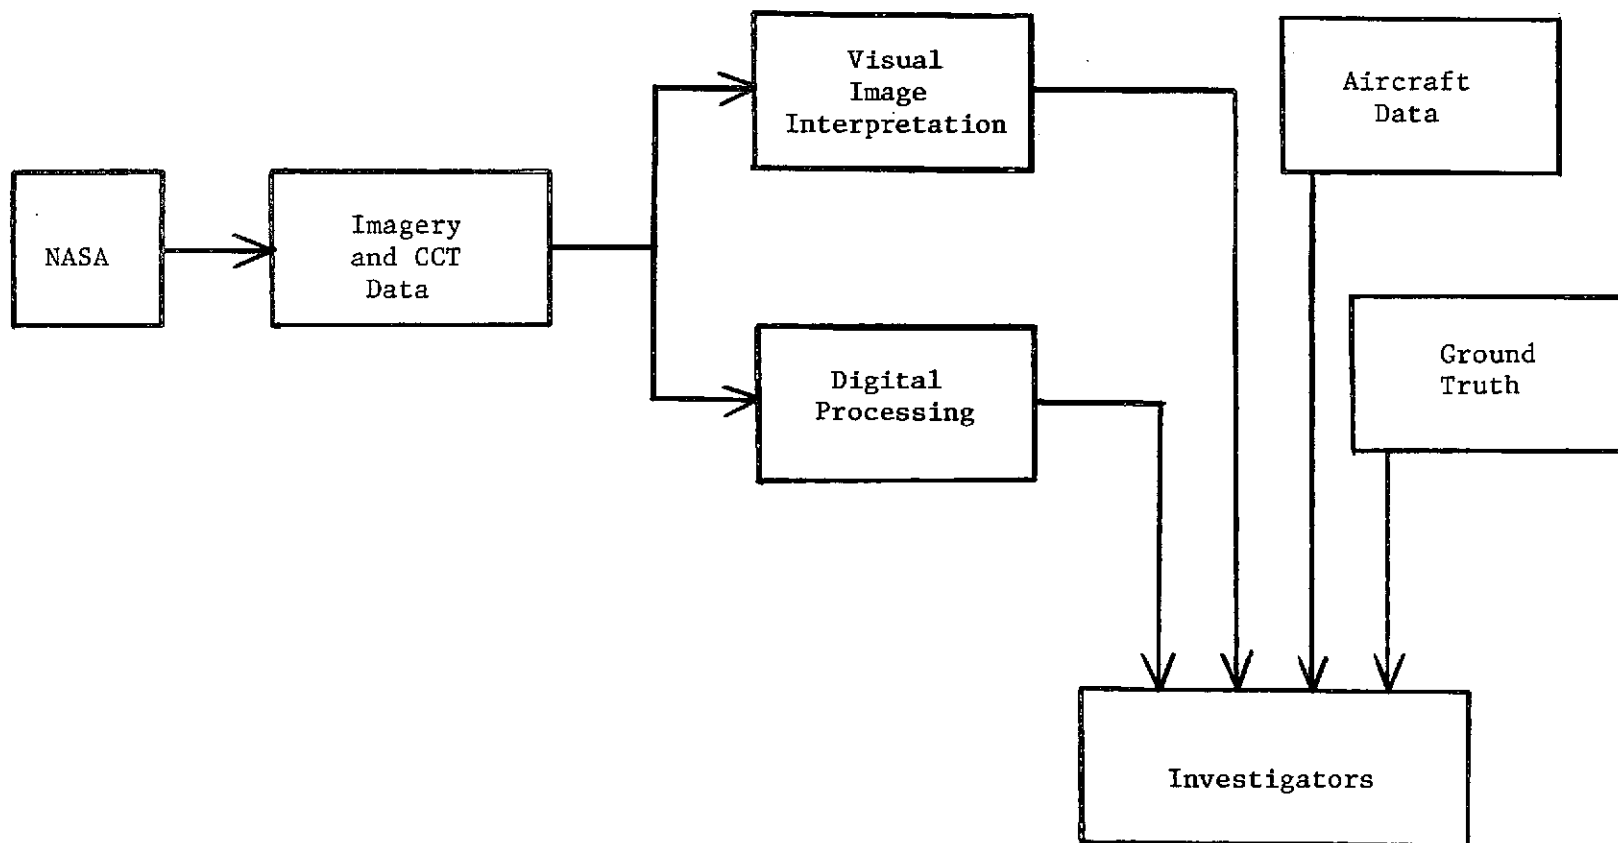 NASA
Imagery
and CCT
Data
Visual
Image
Interpretation
Digital
Processing
Aircraft
Data
Ground
Truth
Investigators